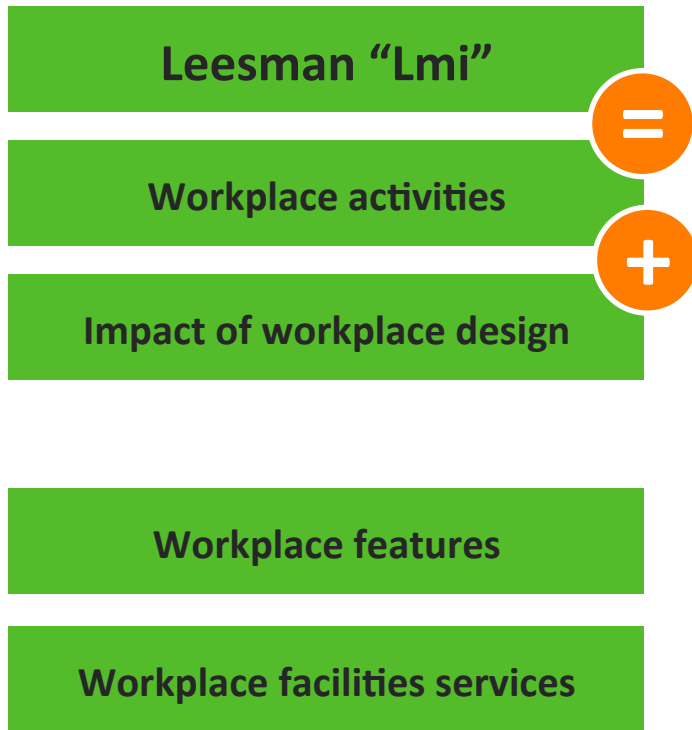 Leesman “Lmi”
=
Workplace activities
+
Impact of workplace design
Workplace features
Workplace facilities services